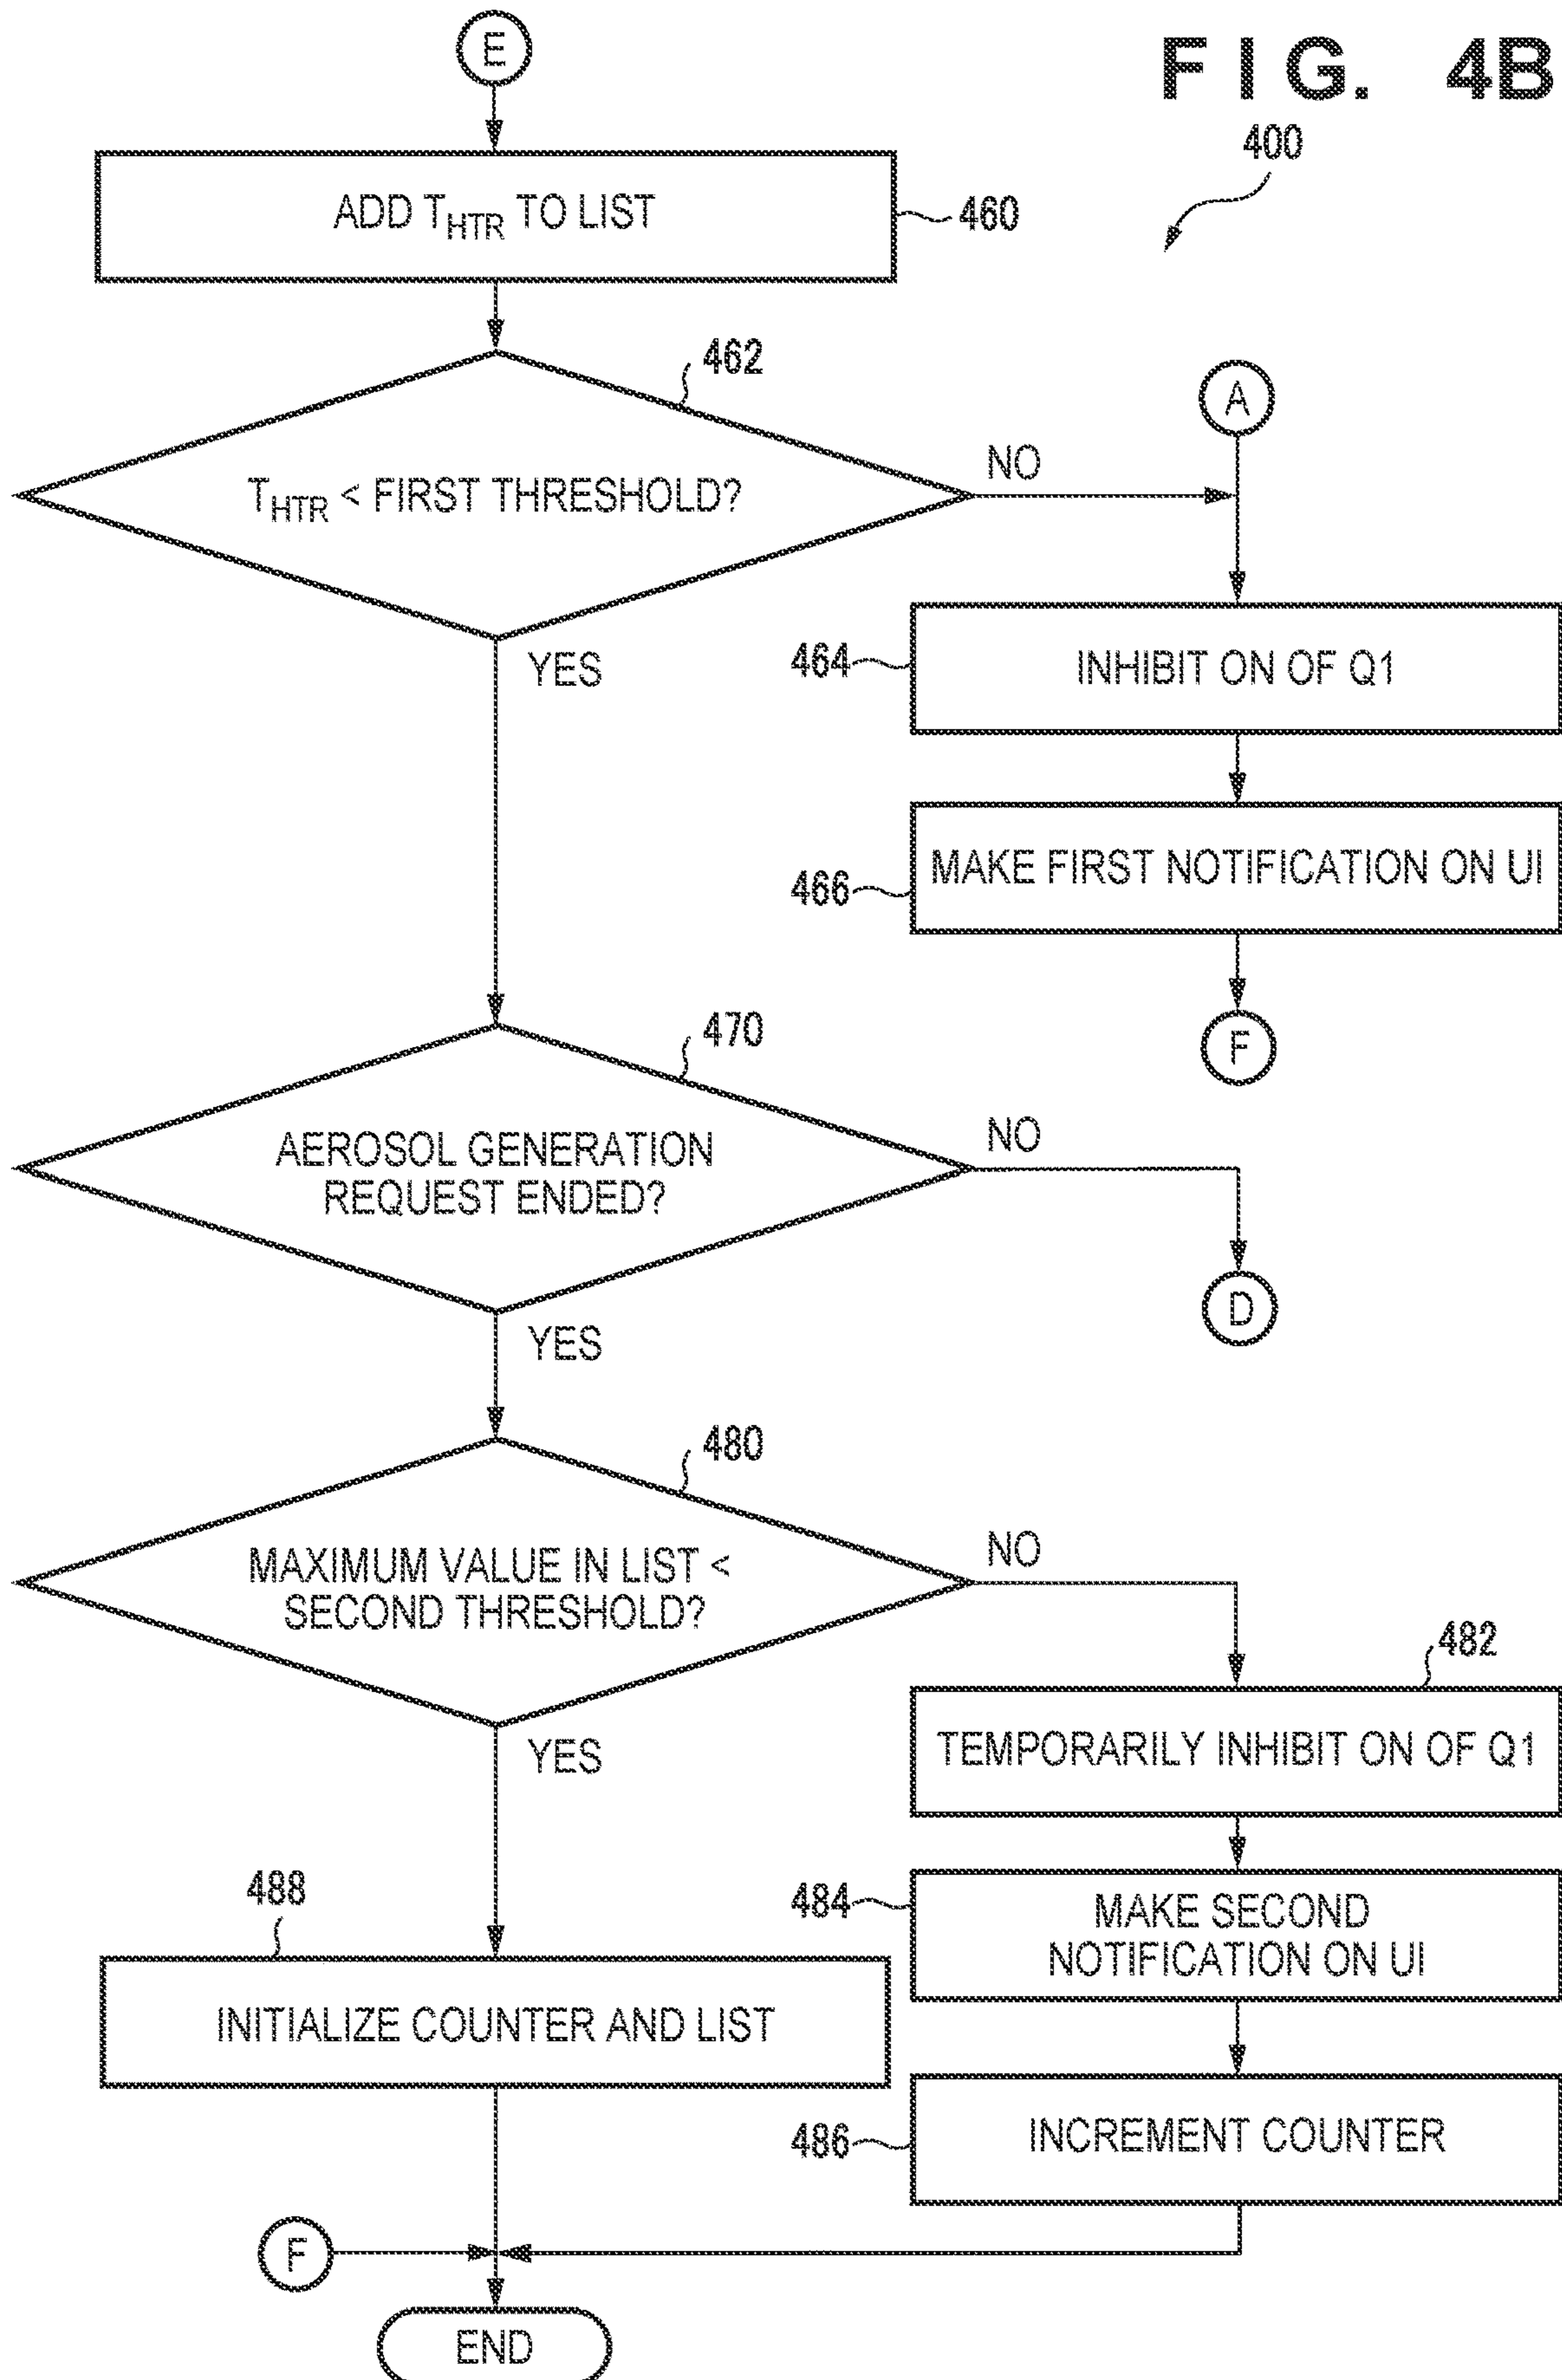 E
FIG. 4B
400
ADD THTR TO LIST
460
462
THTR < FIRST THRESHOLD?
NO
A
YES
464
INHIBIT ON OF Q1
466
MAKE FIRST NOTIFICATION ON UI
F
470
AEROSOL GENERATION
REQUEST ENDED?
NO
D
YES
480
MAXIMUM VALUE IN LIST <
SECOND THRESHOLD?
NO
482
TEMPORARILY INHIBIT ON OF Q1
YES
484
MAKE SECOND
NOTIFICATION ON UI
488
INITIALIZE COUNTER AND LIST
486
INCREMENT COUNTER
F
END